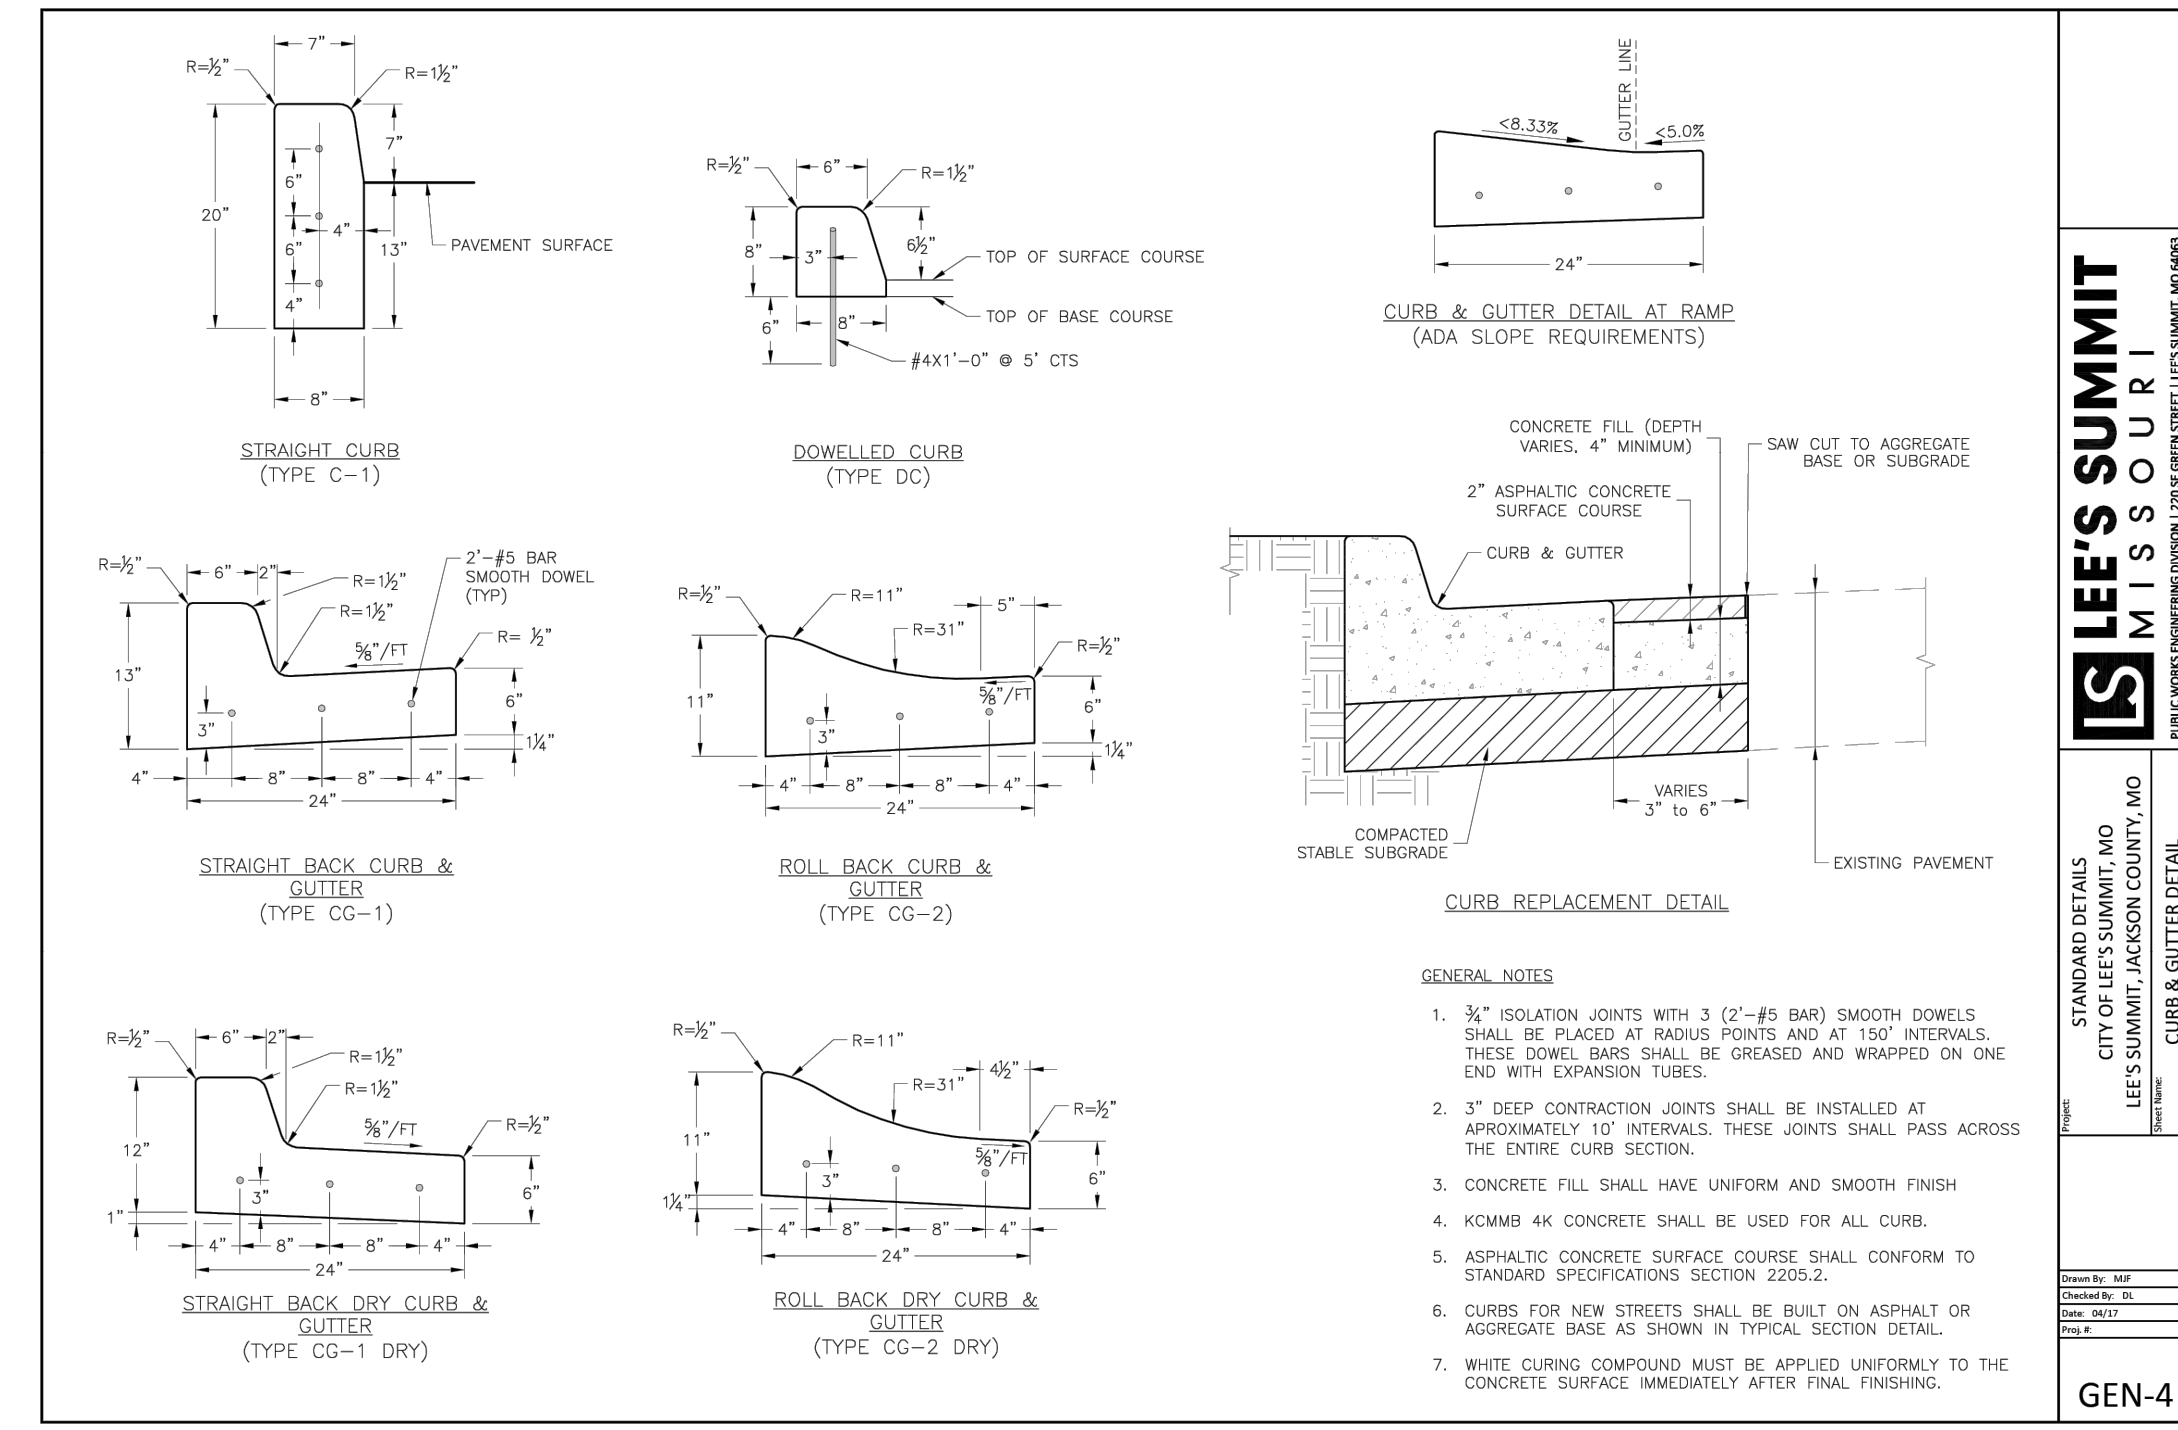 7"
R=½"
R=1½"
20"
6"
6"
4"
4"
7"
13"
PAVEMENT SURFACE
8"
STRAIGHT CURB
(TYPE C-1)
R=½"
6"
R=1½"
8"
3"
6½"
TOP OF SURFACE COURSE
TOP OF BASE COURSE
6"
8"
#4X1'-0" @ 5' CTS
DOWELLED CURB
(TYPE DC)
GUTTER LINE
<8.33%
<5.0%
24"
CURB & GUTTER DETAIL AT RAMP
(ADA SLOPE REQUIREMENTS)
R=½"
6"
2"
R=1½"
R=1½"
2'-#5 BAR
SMOOTH DOWEL
(TYP)
⅝"/FT
R= ½"
13"
3"
6"
1¼"
4"
8"
8"
4"
24"
STRAIGHT BACK CURB &
GUTTER
(TYPE CG-1)
R=½"
R=11"
R=31"
5"
R=½"
⅝"/FT
11"
3"
6"
1¼"
4"
8"
8"
4"
24"
ROLL BACK CURB &
GUTTER
(TYPE CG-2)
CONCRETE FILL (DEPTH
VARIES, 4" MINIMUM)
SAW CUT TO AGGREGATE
BASE OR SUBGRADE
2" ASPHALTIC CONCRETE
SURFACE COURSE
CURB & GUTTER
VARIES
3" to 6"
COMPACTED
STABLE SUBGRADE
EXISTING PAVEMENT
CURB REPLACEMENT DETAIL
R=½"
6"
2"
R=1½"
R=1½"
⅝"/FT
R=½"
12"
3"
6"
1"
4"
8"
8"
4"
24"
STRAIGHT BACK DRY CURB &
GUTTER
(TYPE CG-1 DRY)
R=½"
R=11"
R=31"
4½"
R=½"
⅝"/FT
11"
3"
6"
1¼"
4"
8"
8"
4"
24"
ROLL BACK DRY CURB &
GUTTER
(TYPE CG-2 DRY)
GENERAL NOTES
1. ¾" ISOLATION JOINTS WITH 3 (2'-#5 BAR) SMOOTH DOWELS
SHALL BE PLACED AT RADIUS POINTS AND AT 150' INTERVALS.
THESE DOWEL BARS SHALL BE GREASED AND WRAPPED ON ONE
END WITH EXPANSION TUBES.
2. 3" DEEP CONTRACTION JOINTS SHALL BE INSTALLED AT
APROXIMATELY 10' INTERVALS. THESE JOINTS SHALL PASS ACROSS
THE ENTIRE CURB SECTION.
3. CONCRETE FILL SHALL HAVE UNIFORM AND SMOOTH FINISH
4. KCMMB 4K CONCRETE SHALL BE USED FOR ALL CURB.
5. ASPHALTIC CONCRETE SURFACE COURSE SHALL CONFORM TO
STANDARD SPECIFICATIONS SECTION 2205.2.
6. CURBS FOR NEW STREETS SHALL BE BUILT ON ASPHALT OR
AGGREGATE BASE AS SHOWN IN TYPICAL SECTION DETAIL.
7. WHITE CURING COMPOUND MUST BE APPLIED UNIFORMLY TO THE
CONCRETE SURFACE IMMEDIATELY AFTER FINAL FINISHING.
LS
LEE'S SUMMIT
MISSOURI
PUBLIC WORKS ENGINEERING DIVISION | 220 SE GREEN STREET | LEE'S SUMMIT, MO 64063
Project:
STANDARD DETAILS
CITY OF LEE'S SUMMIT, MO
LEE'S SUMMIT, JACKSON COUNTY, MO
Sheet Name:
CURB & GUTTER DETAIL
Drawn By: MJF
Checked By: DL
Date: 04/17
Proj. #:
GEN-4